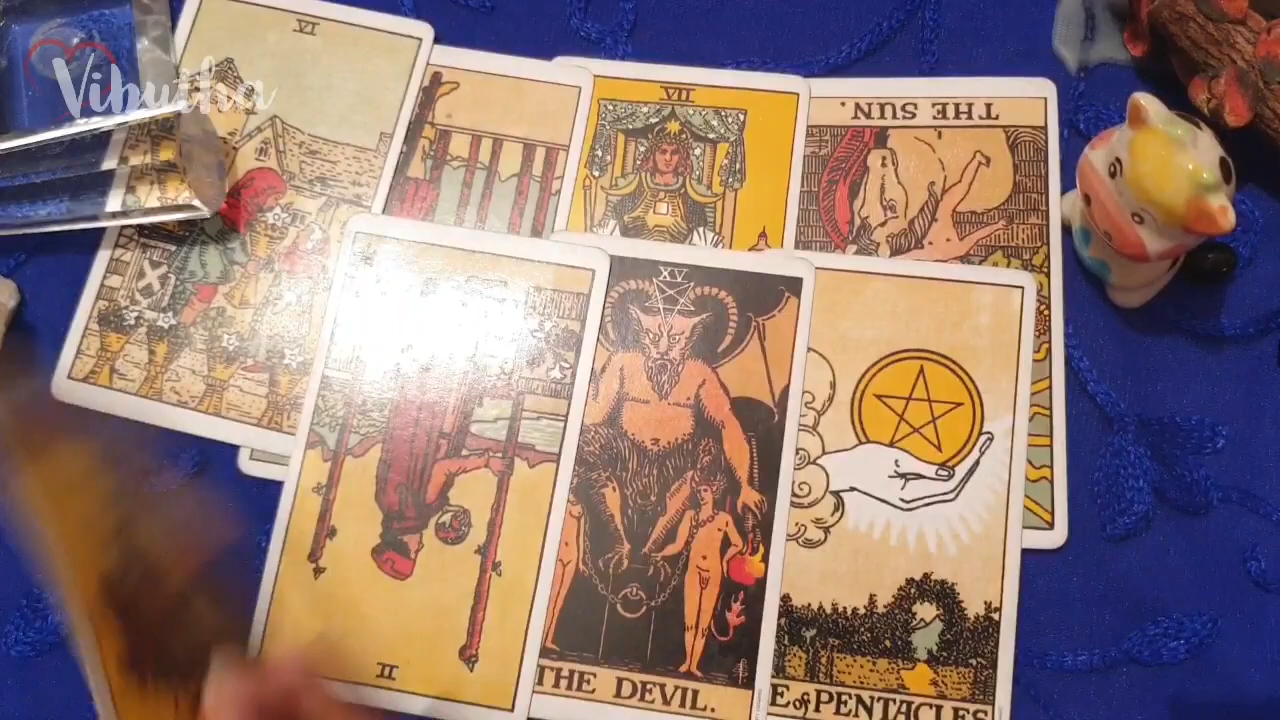 Vibutha
VI
VII
THE SUN.
XV
II
THE DEVIL.
E of PENTACLES